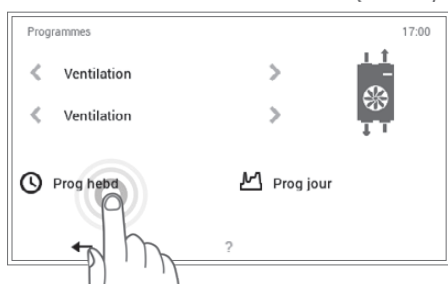 Programmes 17:00
Ventilation
Ventilation
Prog hebd Prog jour
?